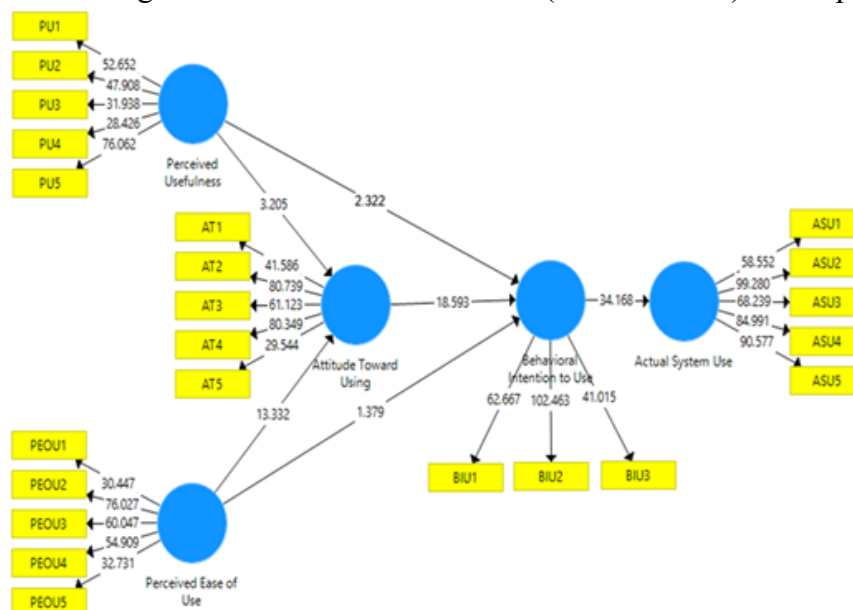 PU1
PU2
PU3
PU4
PU5
52.652
47.908
31.938
28.426
76.062
Perceived
Usefulness
3.205
2.322
AT1
AT2
AT3
AT4
AT5
41.586
80.739
61.123
80.349
29.544
Attitude Toward
Using
18.593
Behavioral
Intention to Use
34.168
Actual System Use
58.552
99.280
68.239
84.991
90.577
ASU1
ASU2
ASU3
ASU4
ASU5
13.332
1.379
62.667
102.463
41.015
BIU1
BIU2
BIU3
PEOU1
PEOU2
PEOU3
PEOU4
PEOU5
30.447
76.027
60.047
54.909
32.731
Perceived Ease of
Use